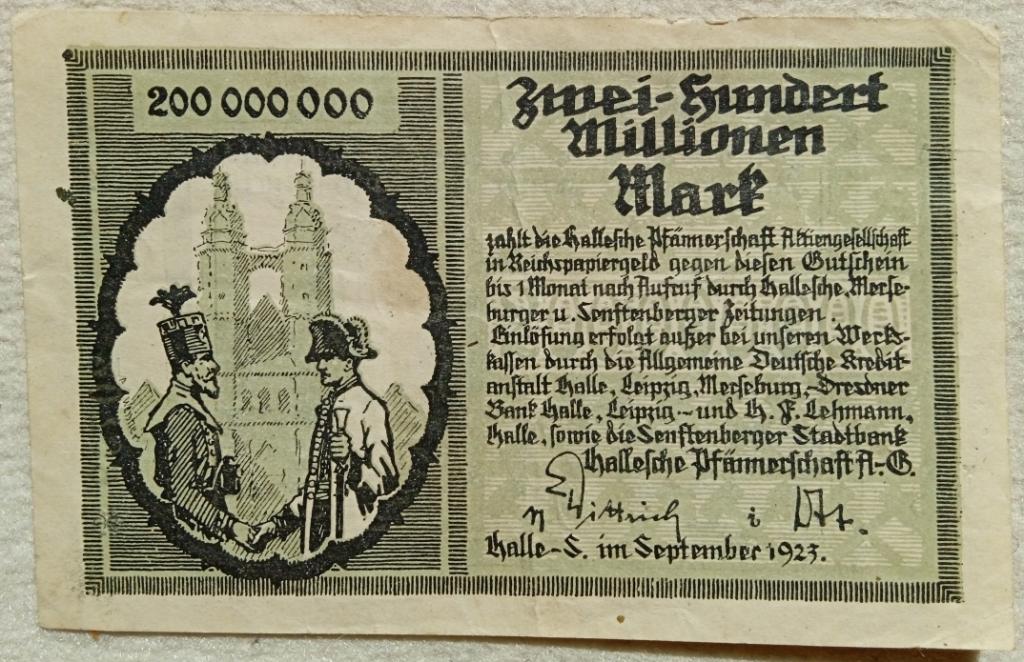 200 000 000
Zwei-Hundert
Millionen
Mark
zahlt die Hallesche Pfännerschaft Aktiengesellschaft
in Reichspapiergeld gegen diesen Gutschein
bis 1 Monat nach Aufruf durch Hallesche, Merse-
burger u. Senftenberger Zeitungen.
Einlösung erfolgt außer bei unseren Werks-
kassen durch die Allgemeine Deutsche Kredit-
anstalt Halle, Leipzig, Merseburg,-Dresdner
Bank Halle, Leipzig -- und H. F. Lehmann,
Halle, sowie die Senftenberger Stadtbank
Hallesche Pfännerschaft A.-G.
Dittrich
Halle-S. im September 1923.